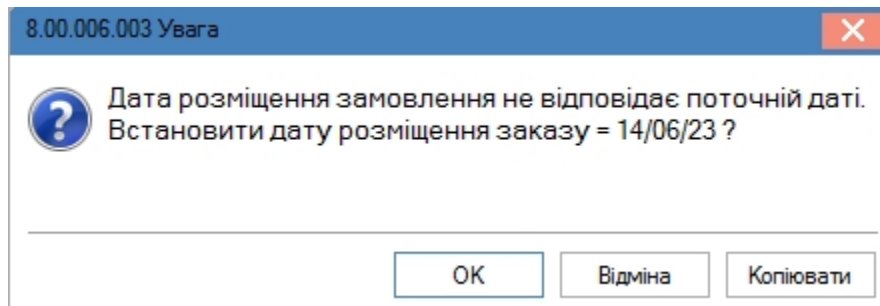 8.00.006.003 Увага
Дата розміщення замовлення не відповідає поточній даті.
Встановити дату розміщення заказу = 14/06/23 ?
OK
Відміна
Копіювати